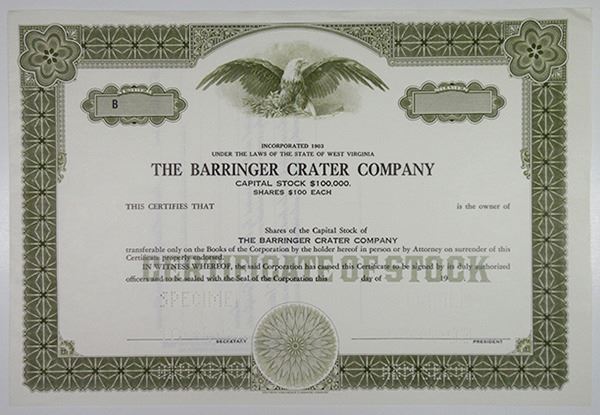 B
INCORPORATED 1903
UNDER THE LAWS OF THE STATE OF WEST VIRGINIA
THE BARRINGER CRATER COMPANY
CAPITAL STOCK $100,000.
SHARES $100 EACH
THIS CERTIFIES THAT is the owner of
Shares of the Capital Stock of
THE BARRINGER CRATER COMPANY
transferable only on the Books of the Corporation by the holder hereof in person or by Attorney on surrender of this
Certificate properly endorsed.
CERTIFICATE OF STOCK
IN WITNESS WHEREOF, the said Corporation has caused this Certificate to be signed by its duly authorized
officers and to be sealed with the Seal of the Corporation this day of 19
SPECIMEN
SECRETARY PRESIDENT